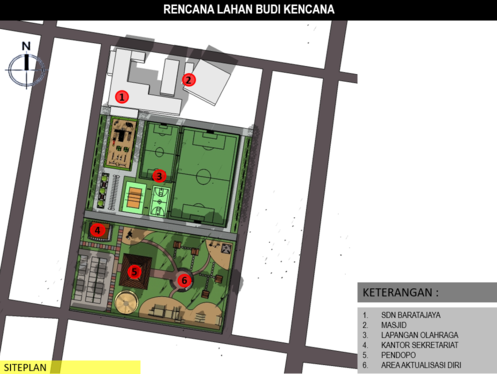 RENCANA LAHAN BUDI KENCANA
N
2
1
3
4
5
6
KETERANGAN :
1. SDN BARATAJAYA
2. MASJID
3. LAPANGAN OLAHRAGA
4. KANTOR SEKRETARIAT
5. PENDOPO
6. AREA AKTUALISASI DIRI
SITEPLAN